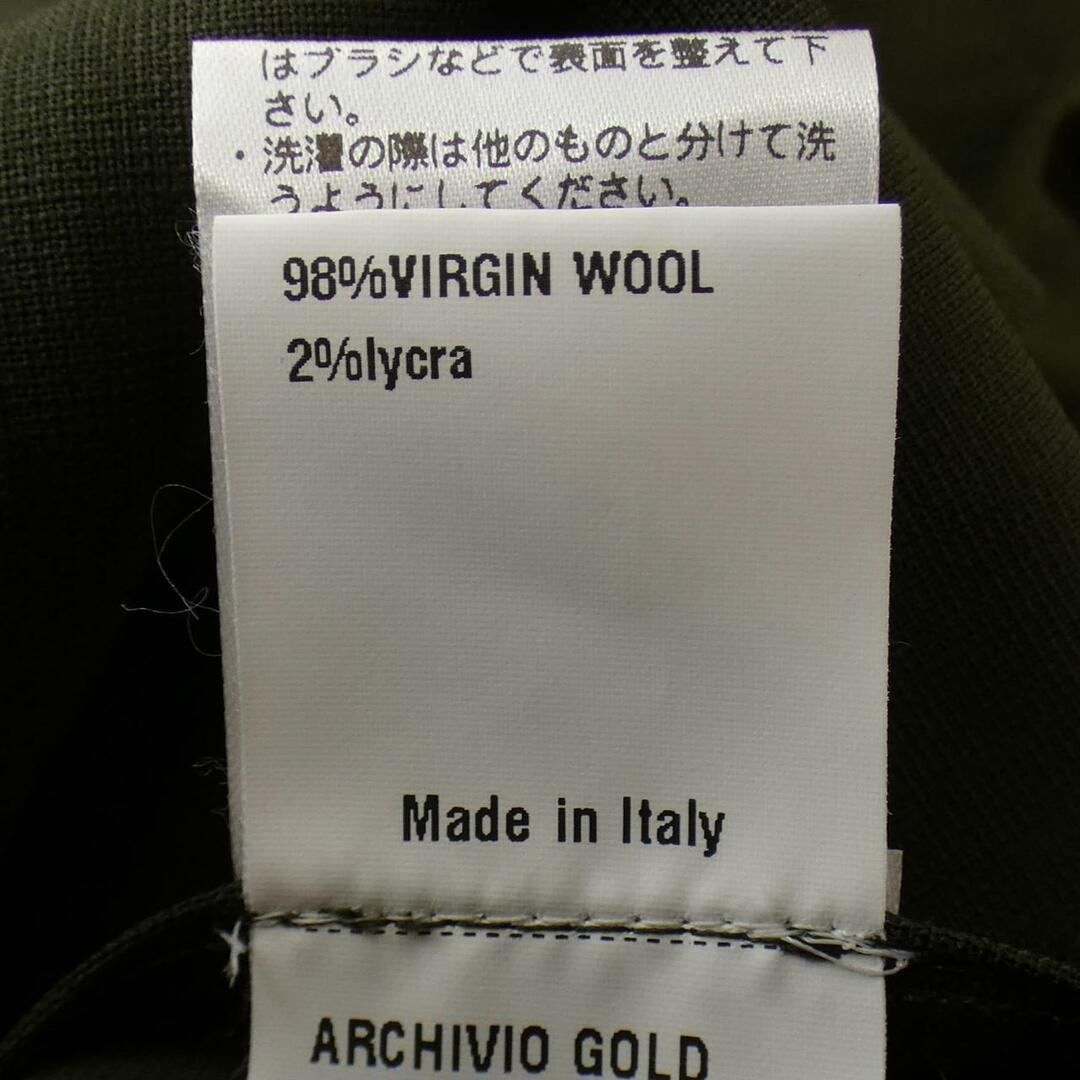 はブラシなどで表面を整えて下
さい。
・洗濯の際は他のものと分けて洗
うようにしてください。
98%VIRGIN WOOL
2%lycra
Made in Italy
ARCHIVIO GOLD